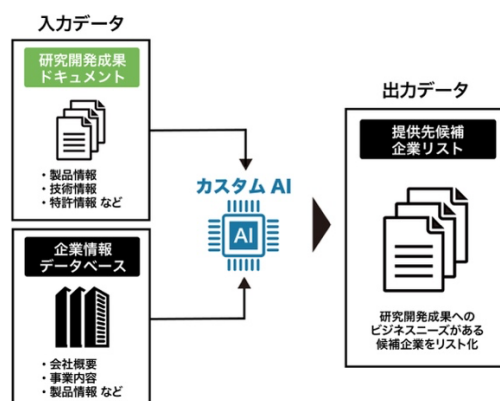 入力データ
研究開発成果
ドキュメント
・製品情報
・技術情報
・特許情報 など
企業情報
データベース
・会社概要
・事業内容
・製品情報 など
カスタム AI
AI
出力データ
提供先候補
企業リスト
研究開発成果への
ビジネスニーズがある
候補企業をリスト化